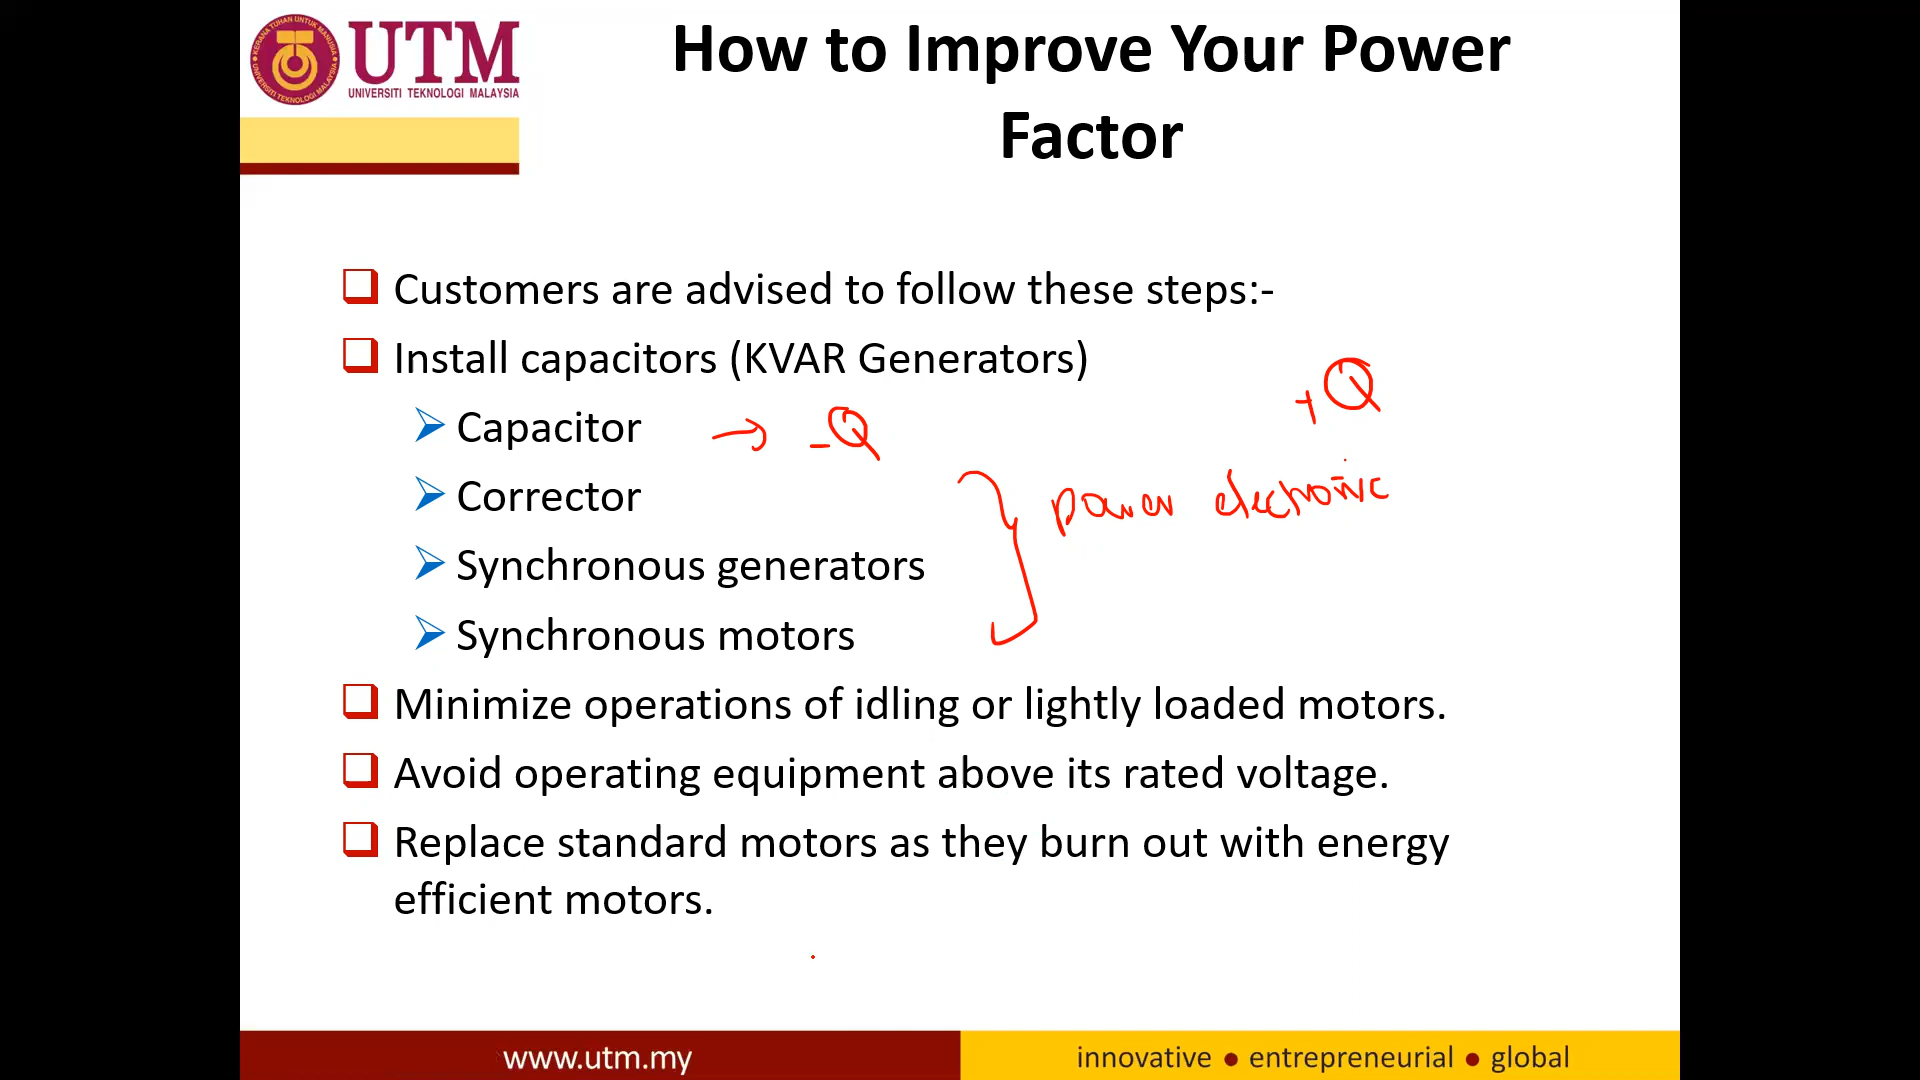 UTM
UNIVERSITI TEKNOLOGI MALAYSIA
How to Improve Your Power
Factor
Customers are advised to follow these steps:-
Install capacitors (KVAR Generators)
+Q
Capacitor → -Q
Corrector
power electronic
Synchronous generators
Synchronous motors
Minimize operations of idling or lightly loaded motors.
Avoid operating equipment above its rated voltage.
Replace standard motors as they burn out with energy
efficient motors.
www.utm.my
innovative ● entrepreneurial ● global